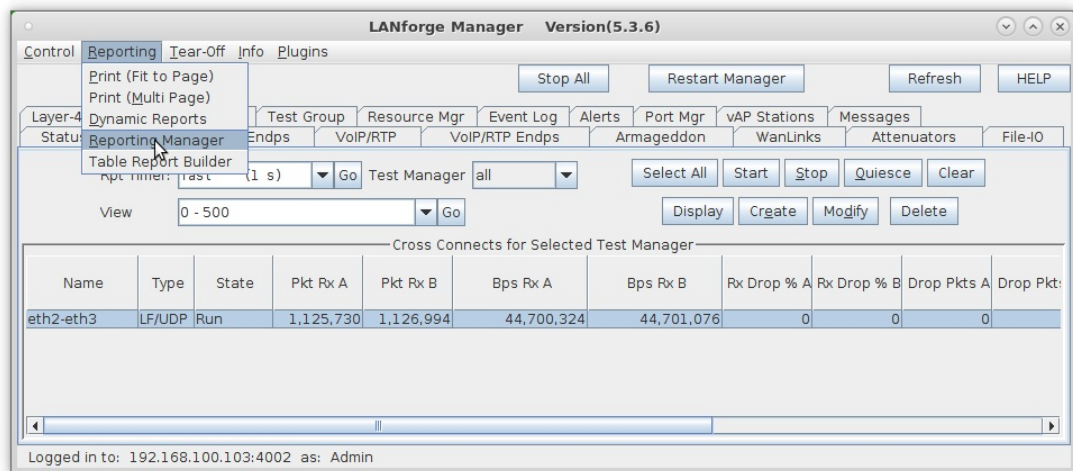 LANforge Manager Version(5.3.6)
Control Reporting Tear-Off Info Plugins
Print (Fit to Page)
Print (Multi Page)
Dynamic Reports
Reporting Manager
Table Report Builder
Stop All Restart Manager Refresh HELP
Layer-4 Test Group Resource Mgr Event Log Alerts Port Mgr vAP Stations Messages
Status Endps VoIP/RTP VoIP/RTP Endps Armageddon WanLinks Attenuators File-IO
Rpt Timer: fast (1 s) Go Test Manager all Select All Start Stop Quiesce Clear
View 0 - 500 Go Display Create Modify Delete
Cross Connects for Selected Test Manager
Name Type State Pkt Rx A Pkt Rx B Bps Rx A Bps Rx B Rx Drop % A Rx Drop % B Drop Pkts A Drop Pkts
eth2-eth3 LF/UDP Run 1,125,730 1,126,994 44,700,324 44,701,076 0 0 0
Logged in to: 192.168.100.103:4002 as: Admin